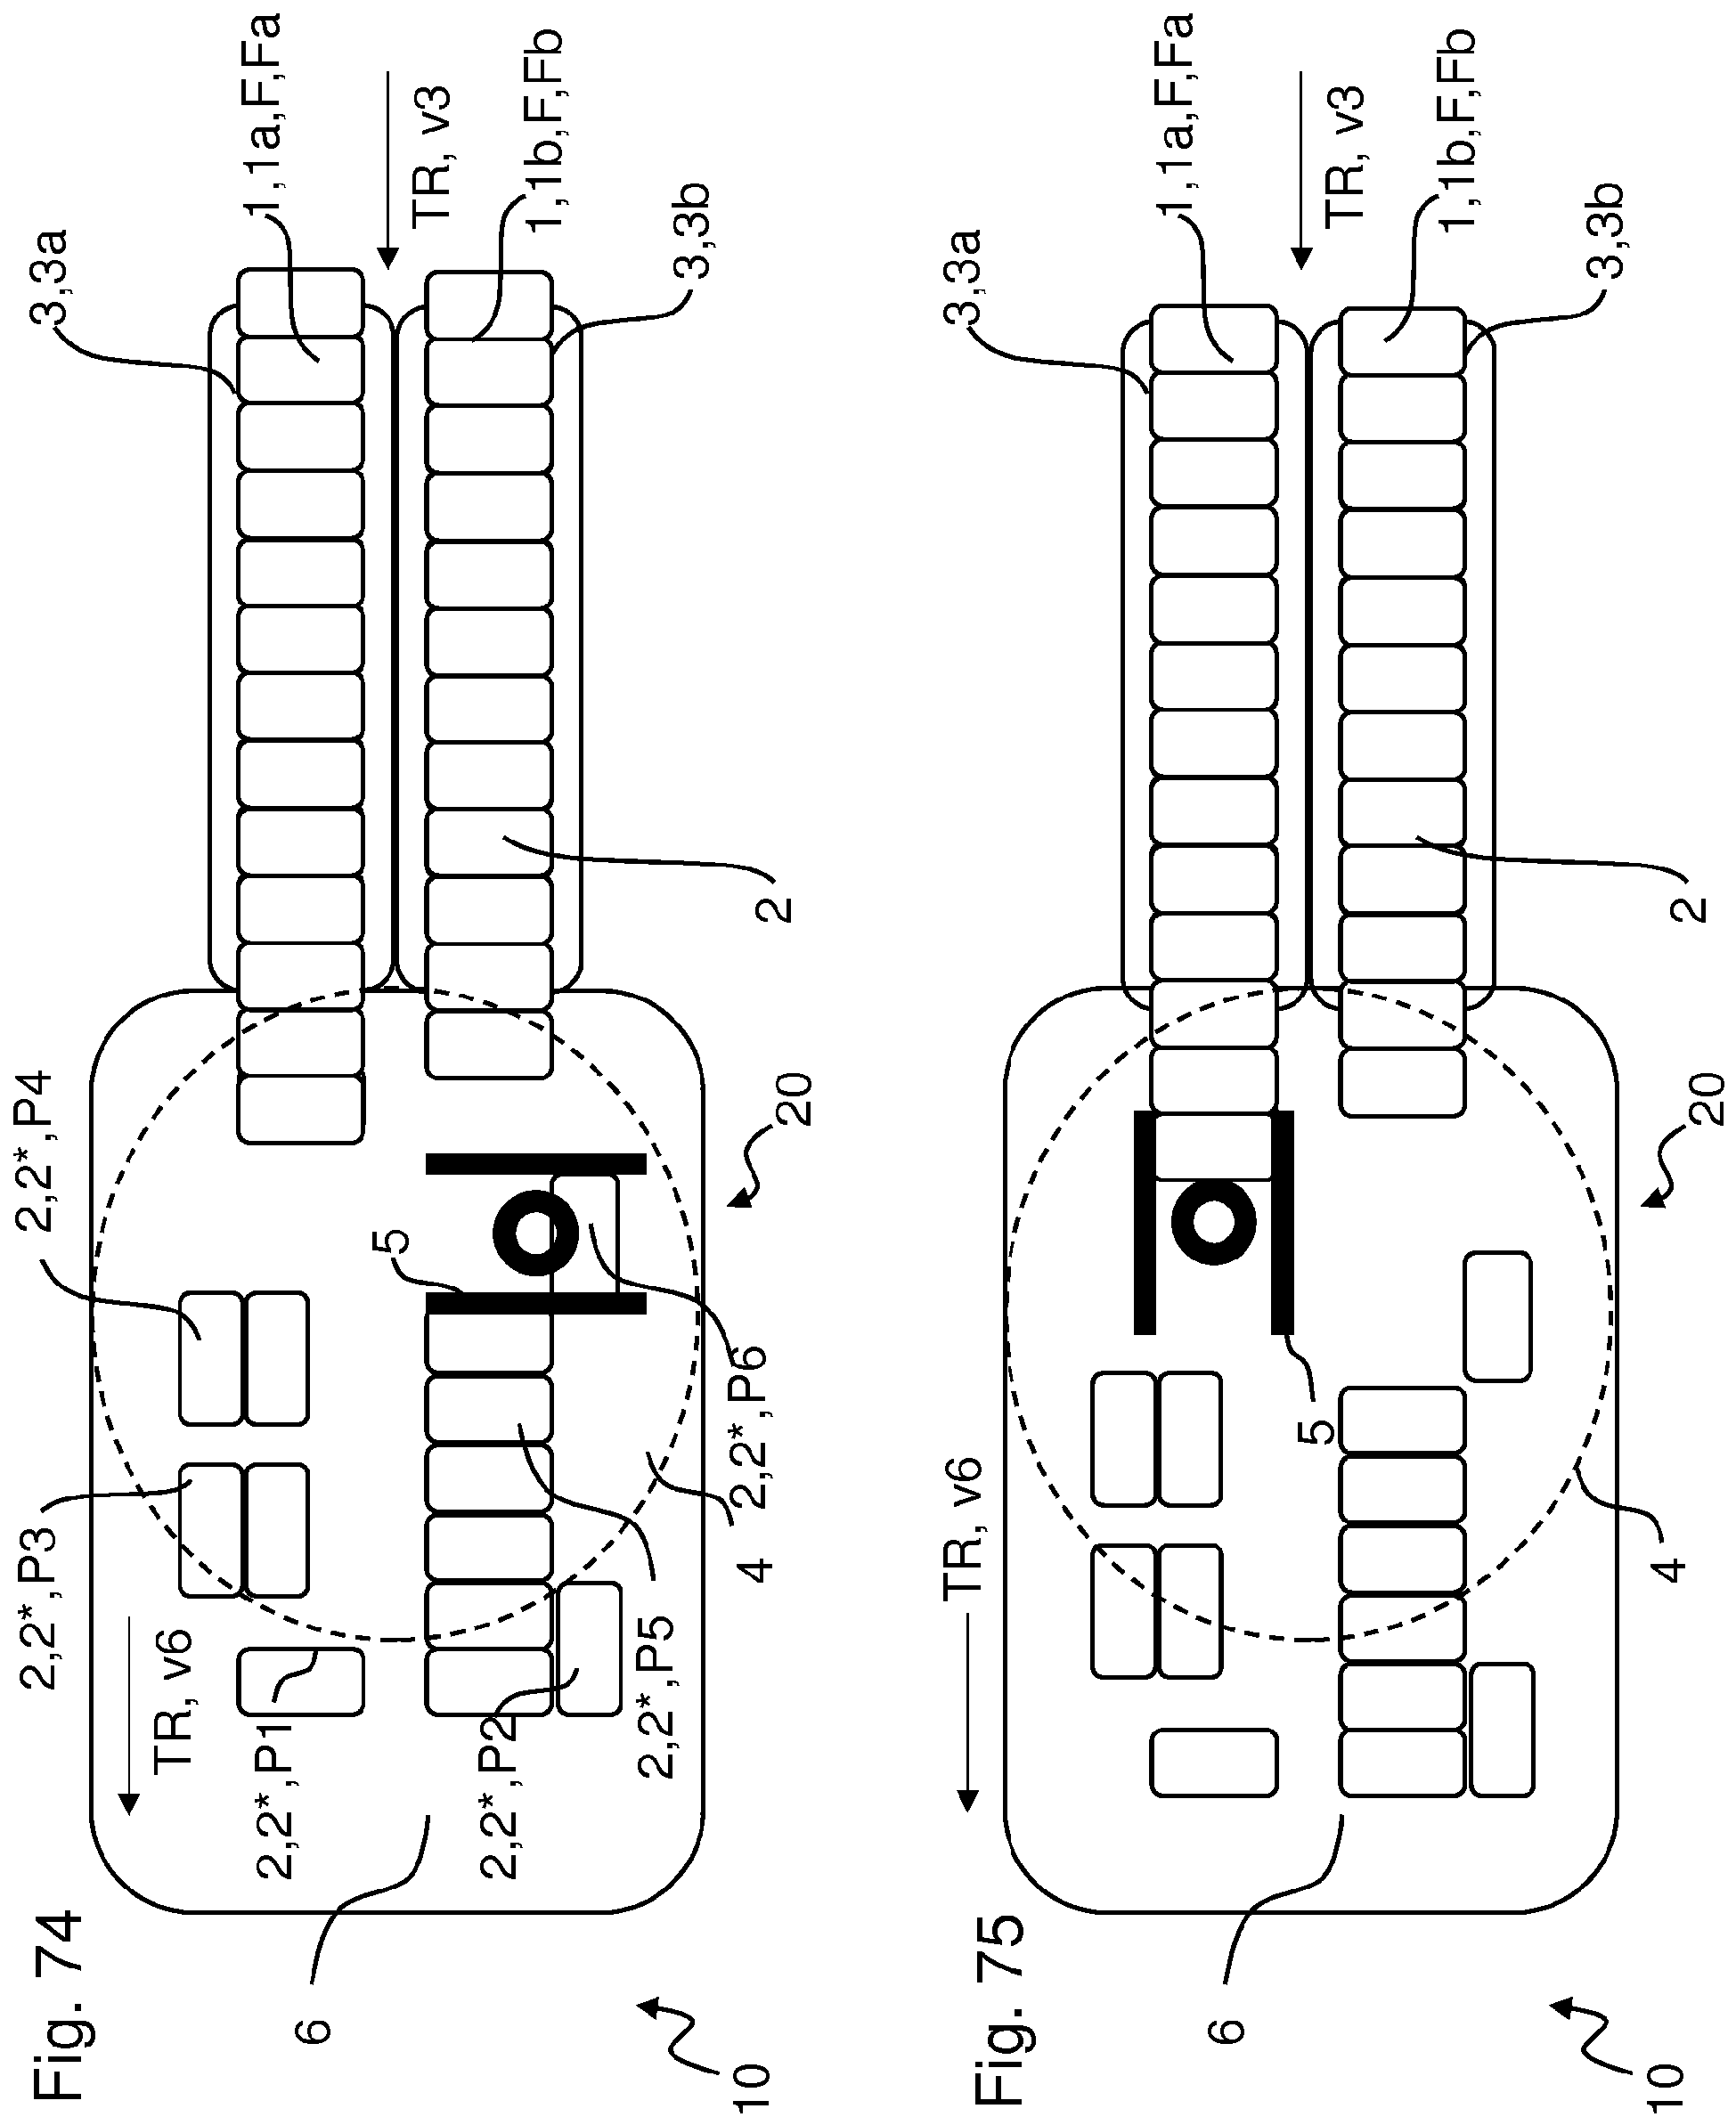 Fig. 74
3,3a
1,1a,F,Fa
TR, v3
1,1b,F,Fb
3,3b
2
2,2*,P4
20
5
2,2*,P3
2,2*,P6
4
TR, v6
2,2*,P1
2,2*,P2
2,2*,P5
6
10
Fig. 75
3,3a
1,1a,F,Fa
TR, v3
1,1b,F,Fb
3,3b
2
20
5
TR, v6
4
6
10